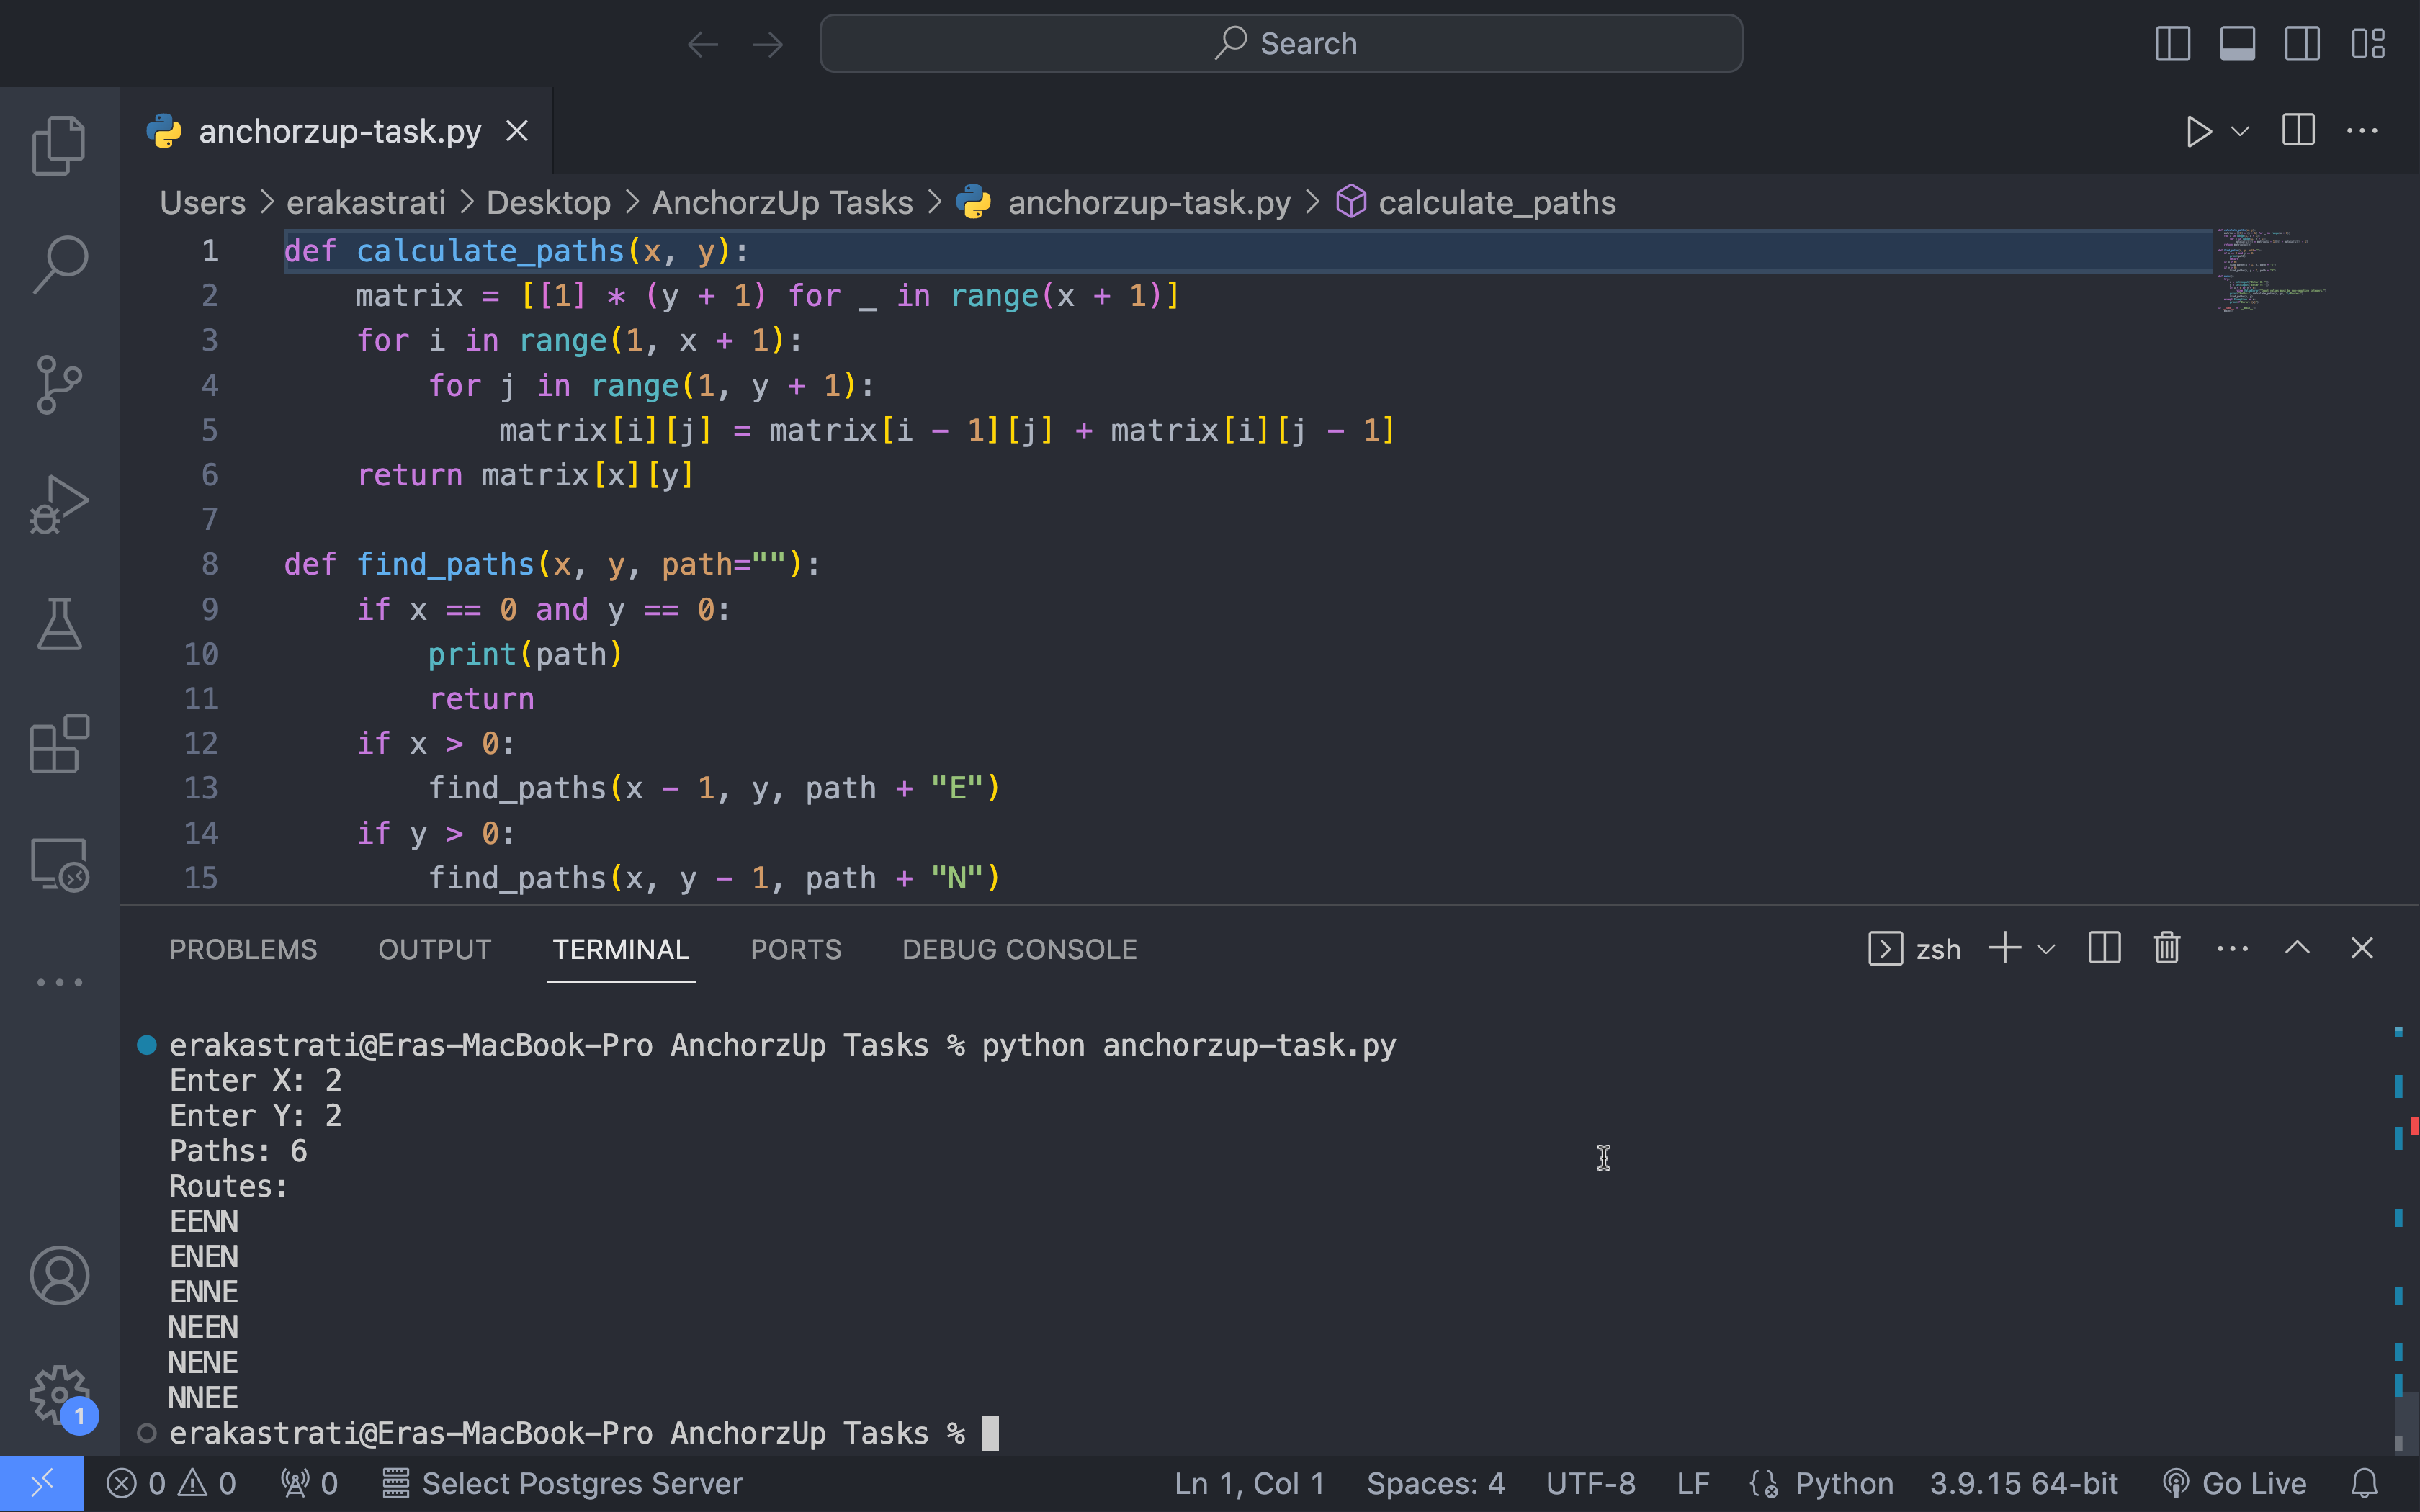 Search
anchorzup-task.py
Users > erakastrati > Desktop > AnchorzUp Tasks > anchorzup-task.py > calculate_paths
1 def calculate_paths(x, y):
2     matrix = [[1] * (y + 1) for _ in range(x + 1)]
3     for i in range(1, x + 1):
4         for j in range(1, y + 1):
5             matrix[i][j] = matrix[i - 1][j] + matrix[i][j - 1]
6     return matrix[x][y]
7
8 def find_paths(x, y, path=""):
9     if x == 0 and y == 0:
10         print(path)
11         return
12     if x > 0:
13         find_paths(x - 1, y, path + "E")
14     if y > 0:
15         find_paths(x, y - 1, path + "N")
PROBLEMS OUTPUT TERMINAL PORTS DEBUG CONSOLE zsh
erakastrati@Eras-MacBook-Pro AnchorzUp Tasks % python anchorzup-task.py
Enter X: 2
Enter Y: 2
Paths: 6
Routes:
EENN
ENEN
ENNE
NEEN
NENE
NNEE
erakastrati@Eras-MacBook-Pro AnchorzUp Tasks %
1
0 0 0 Select Postgres Server Ln 1, Col 1 Spaces: 4 UTF-8 LF Python 3.9.15 64-bit Go Live